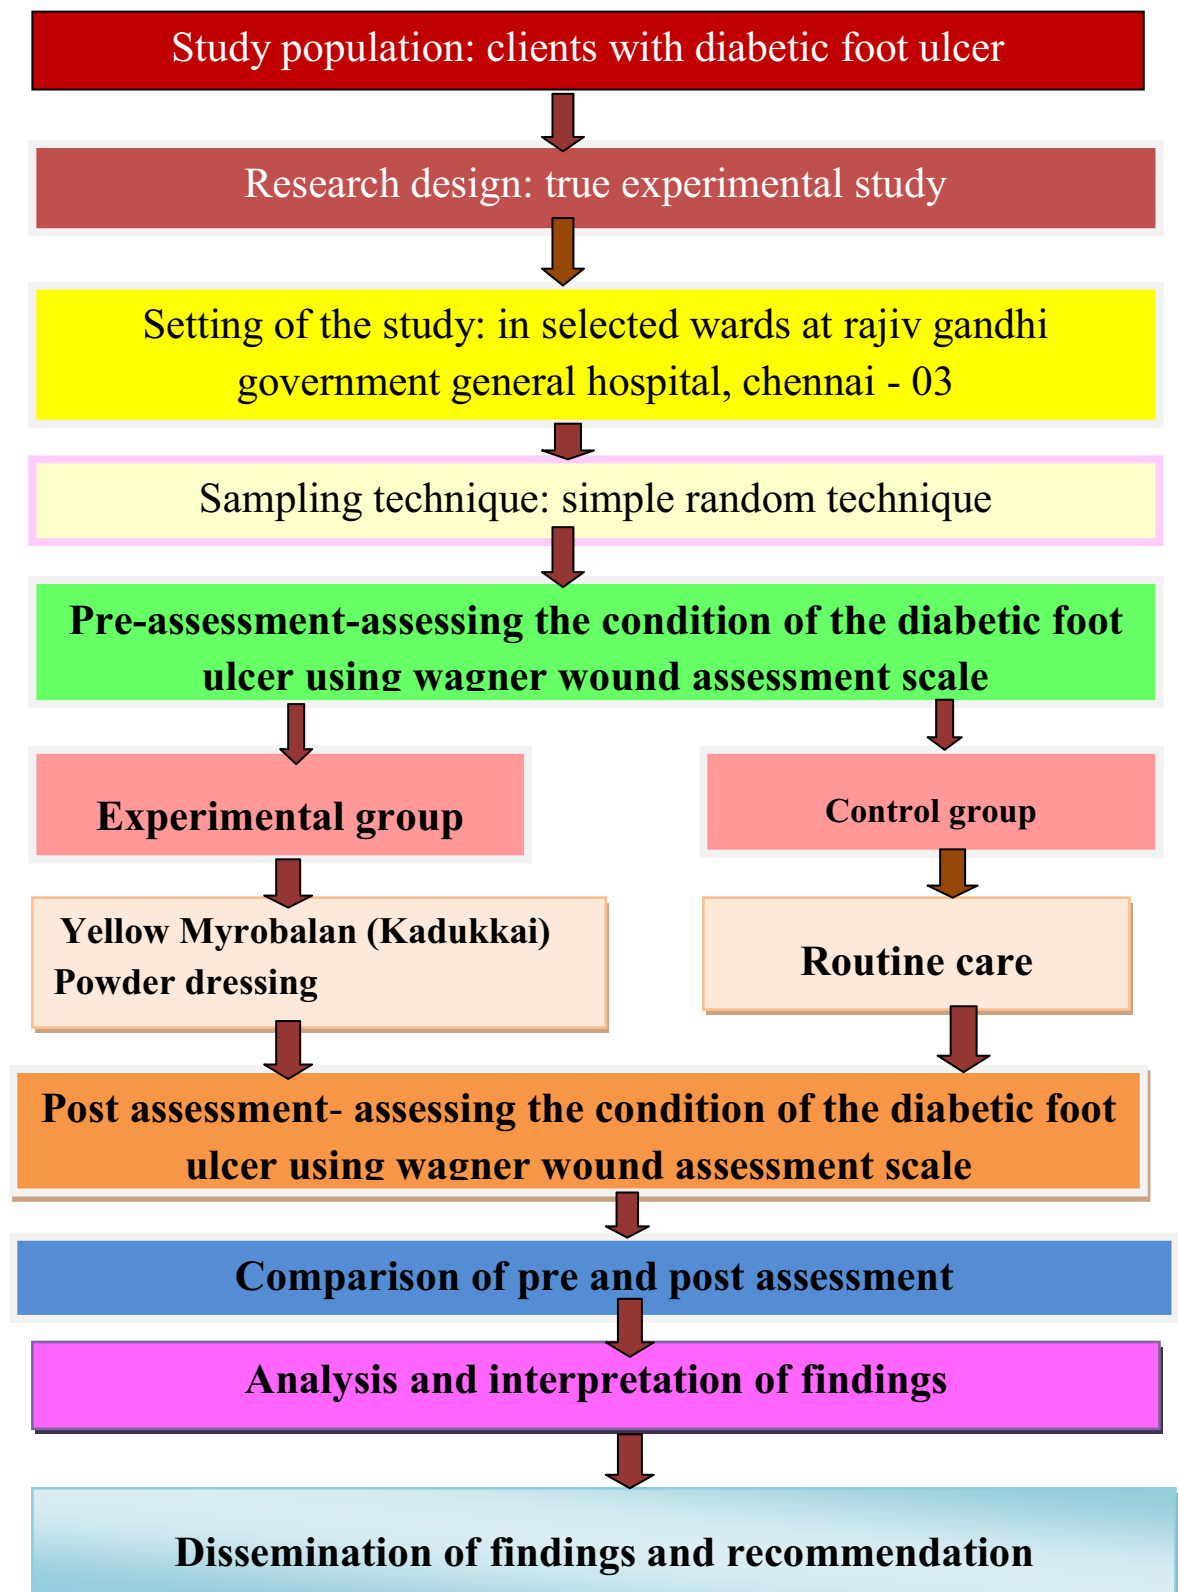 Study population: clients with diabetic foot ulcer
Research design: true experimental study
Setting of the study: in selected wards at rajiv gandhi
government general hospital, chennai - 03
Sampling technique: simple random technique
Pre-assessment-assessing the condition of the diabetic foot
ulcer using wagner wound assessment scale
Experimental group
Control group
Yellow Myrobalan (Kadukkai)
Powder dressing
Routine care
Post assessment- assessing the condition of the diabetic foot
ulcer using wagner wound assessment scale
Comparison of pre and post assessment
Analysis and interpretation of findings
Dissemination of findings and recommendation